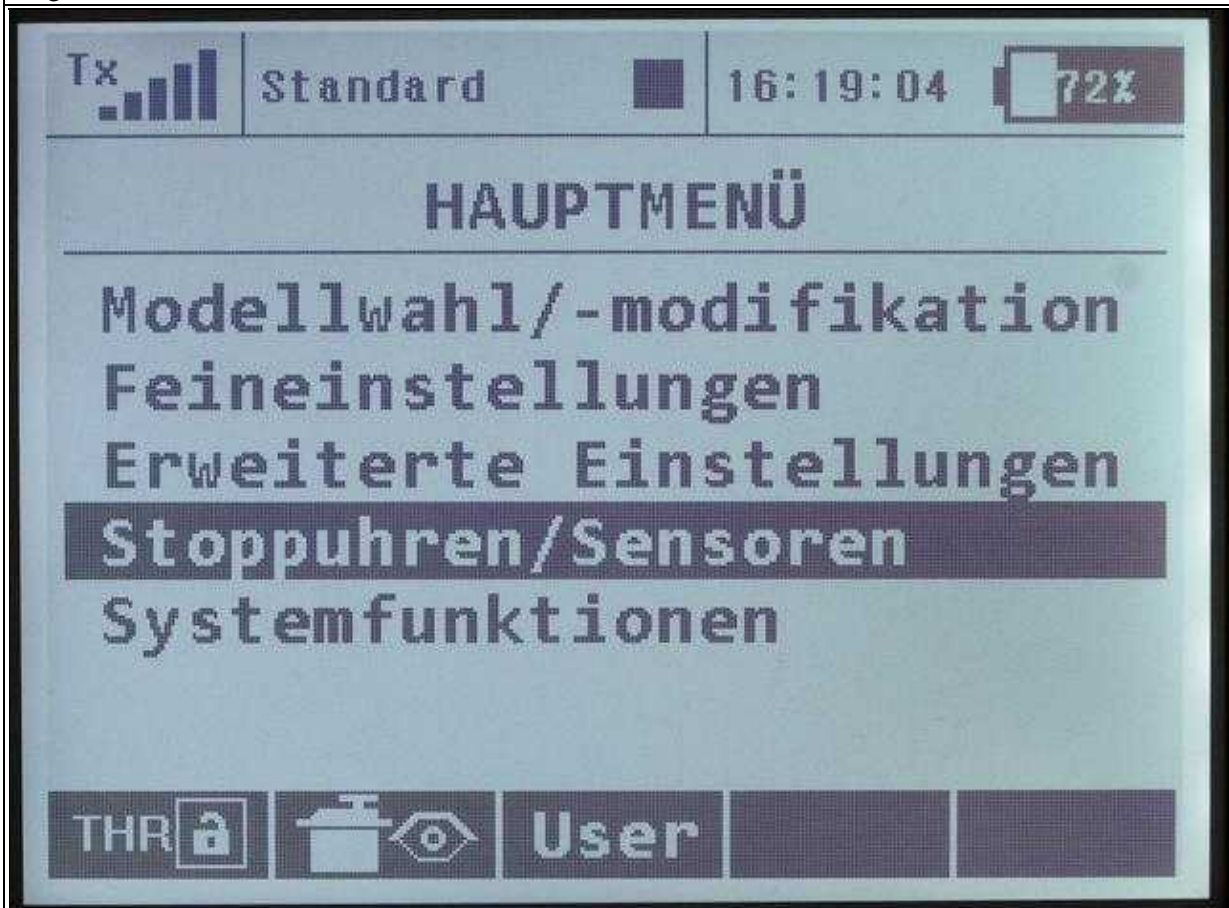 Tx Standard 16:19:04 72%
HAUPTMENÜ
Modellwahl/-modifikation
Feineinstellungen
Erweiterte Einstellungen
Stoppuhren/Sensoren
Systemfunktionen
THR User